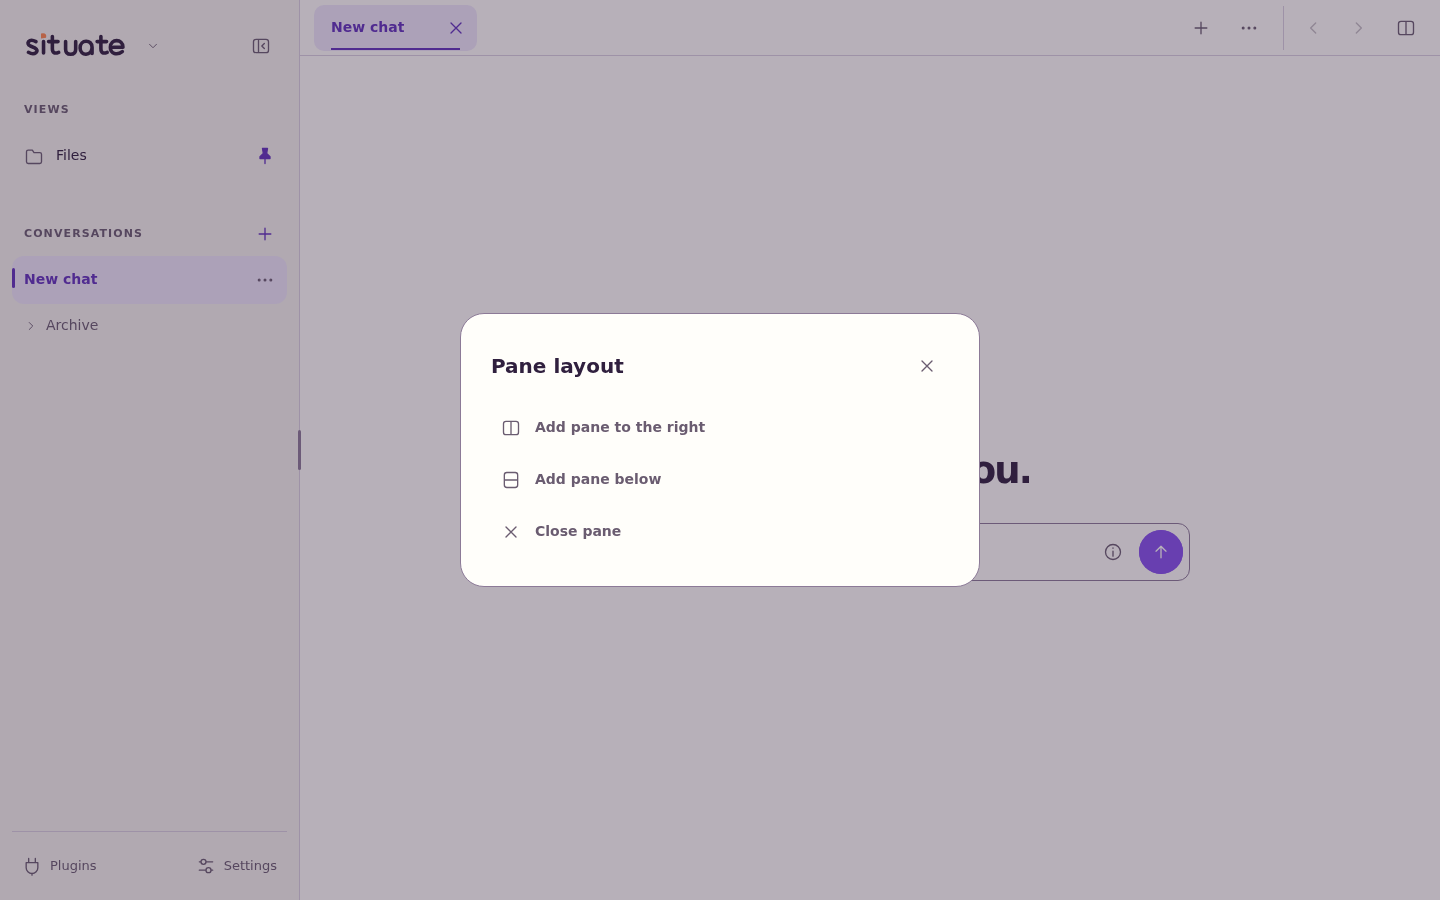 situate
New chat
VIEWS
Files
CONVERSATIONS
New chat
Archive
Pane layout
Add pane to the right
Add pane below
Close pane
Plugins
Settings